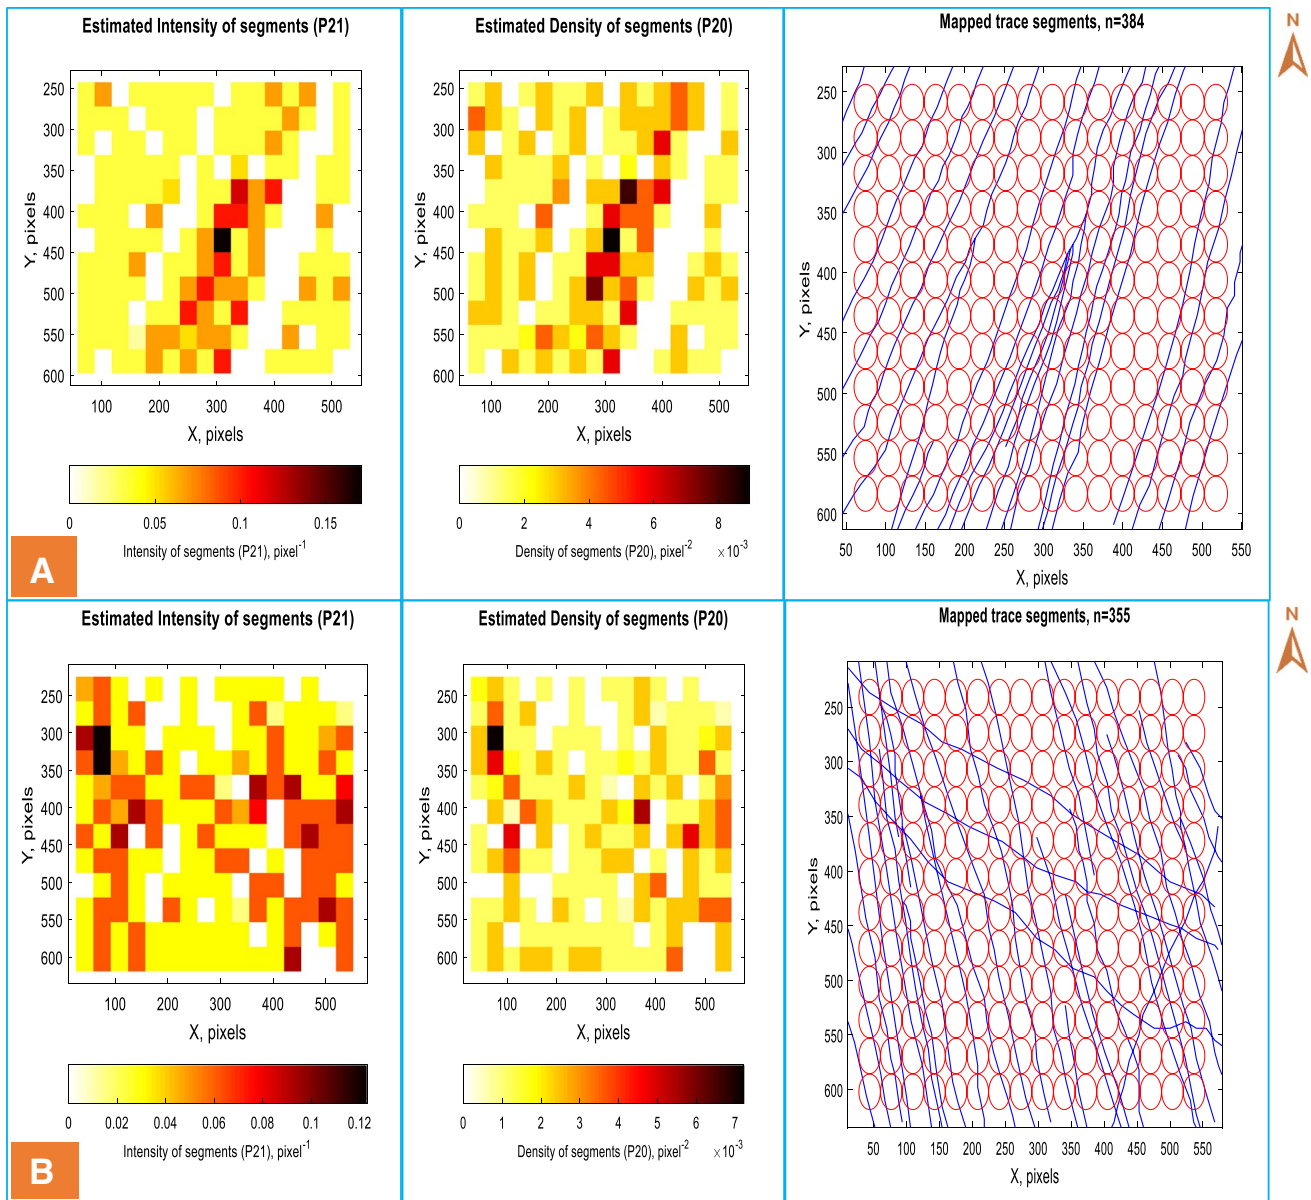 Estimated Intensity of segments (P21)
250
300
350
400
450
500
550
600
Y, pixels
100 200 300 400 500
X, pixels
0 0.05 0.1 0.15
Intensity of segments (P21), pixel⁻¹
A
Estimated Density of segments (P20)
250
300
350
400
450
500
550
600
Y, pixels
100 200 300 400 500
X, pixels
0 2 4 6 8
Density of segments (P20), pixel⁻² ×10⁻³
Mapped trace segments, n=384
250
300
350
400
450
500
550
600
Y, pixels
50 100 150 200 250 300 350 400 450 500 550
X, pixels
N
Estimated Intensity of segments (P21)
250
300
350
400
450
500
550
600
Y, pixels
100 200 300 400 500
X, pixels
0 0.02 0.04 0.06 0.08 0.1 0.12
Intensity of segments (P21), pixel⁻¹
B
Estimated Density of segments (P20)
250
300
350
400
450
500
550
600
Y, pixels
100 200 300 400 500
X, pixels
0 1 2 3 4 5 6 7
Density of segments (P20), pixel⁻² ×10⁻³
Mapped trace segments, n=355
250
300
350
400
450
500
550
600
Y, pixels
50 100 150 200 250 300 350 400 450 500 550
X, pixels
N